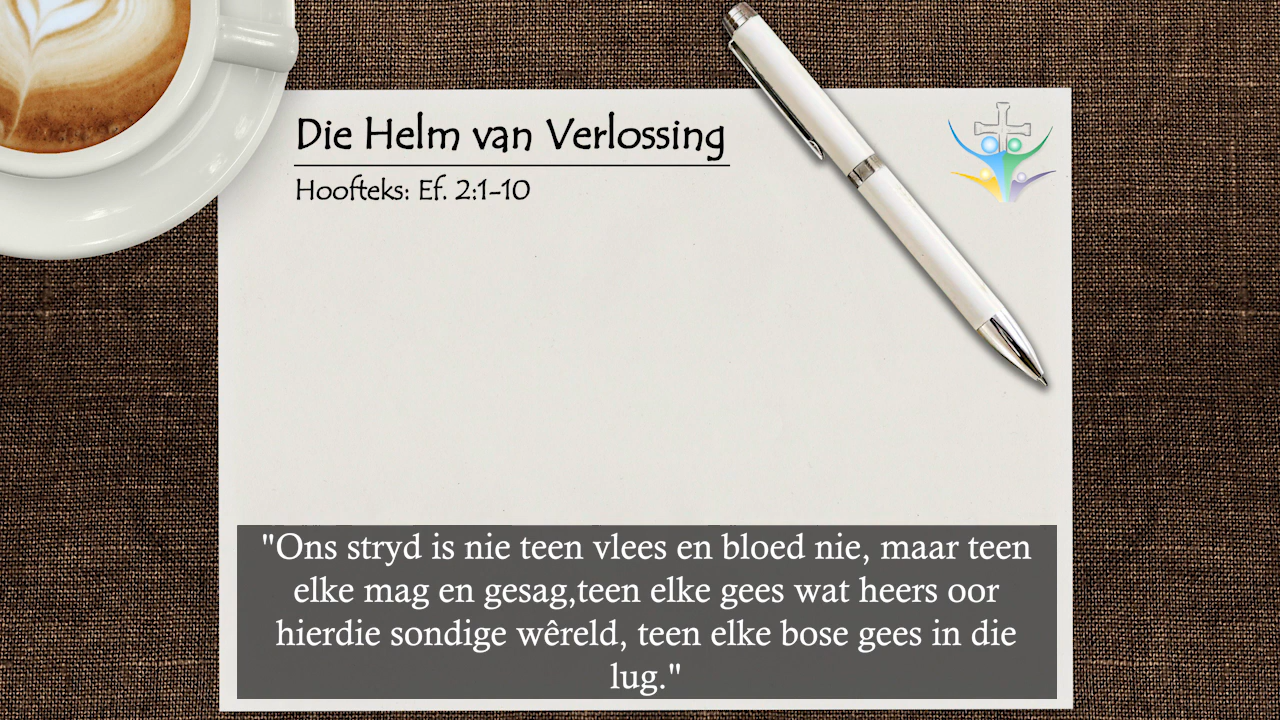 Die Helm van Verlossing
Hoofteks: Ef. 2:1-10
"Ons stryd is nie teen vlees en bloed nie, maar teen
elke mag en gesag,teen elke gees wat heers oor
hierdie sondige wêreld, teen elke bose gees in die
lug."